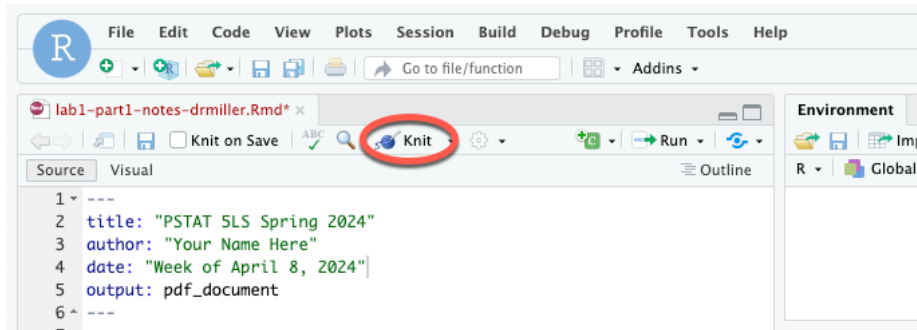 R
File Edit Code View Plots Session Build Debug Profile Tools Help
R Go to file/function Addins
lab1-part1-notes-drmiller.Rmd* Environment
Knit on Save ABC Knit C Run
Source Visual Outline R Global
1 ---
2 title: "PSTAT 5LS Spring 2024"
3 author: "Your Name Here"
4 date: "Week of April 8, 2024"
5 output: pdf_document
6 ---